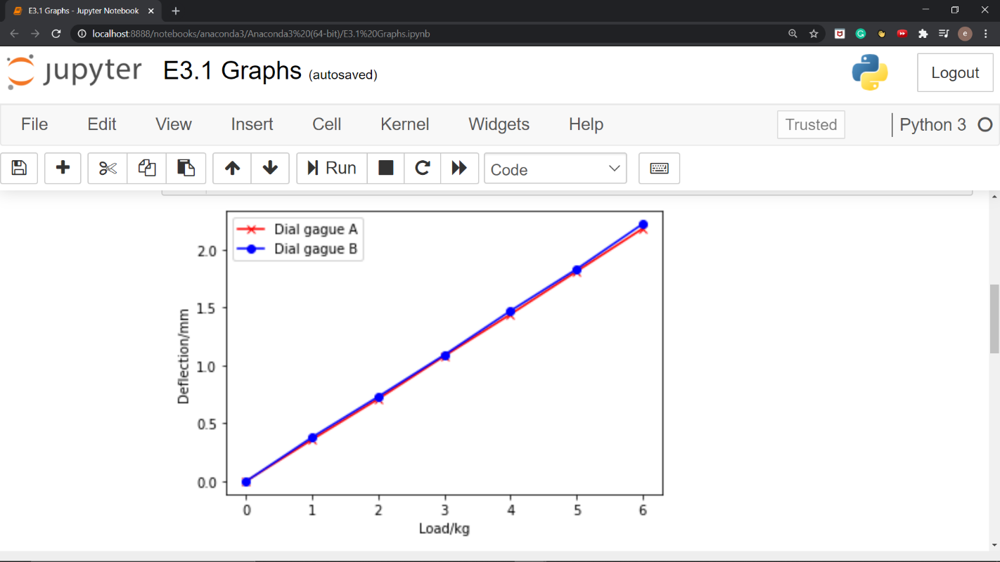 E3.1 Graphs - Jupyter Notebook
localhost:8888/notebooks/anaconda3/Anaconda3%20(64-bit)/E3.1%20Graphs.ipynb
e
jupyter E3.1 Graphs (autosaved)
Logout
File Edit View Insert Cell Kernel Widgets Help
Trusted
Python 3
Run
Code
Dial gague A
Dial gague B
2.0
1.5
1.0
0.5
0.0
Deflection/mm
0 1 2 3 4 5 6
Load/kg